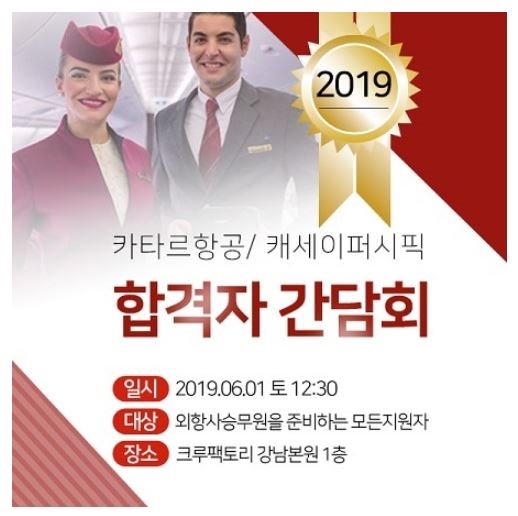 2019
카타르항공/ 캐세이퍼시픽
합격자 간담회
일시 2019.06.01 토 12:30
대상 외항사승무원을 준비하는 모든지원자
장소 크루팩토리 강남본원 1층